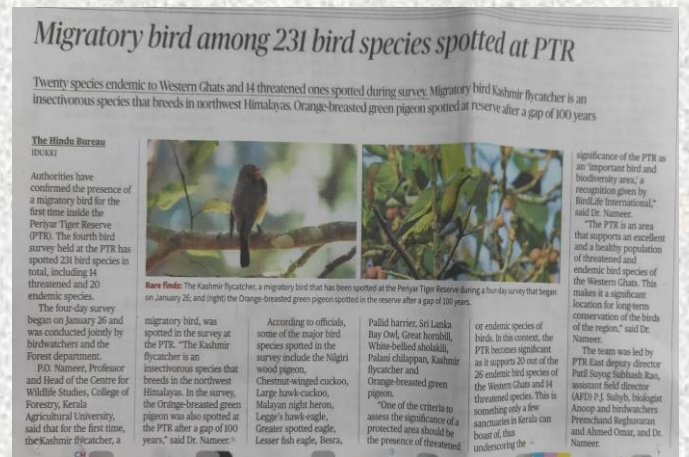 Migratory bird among 231 bird species spotted at PTR
Twenty species endemic to Western Ghats and 14 threatened ones spotted during survey. Migratory bird Kashmir flycatcher is an
insectivorous species that breeds in northwest Himalayas. Orange-breasted green pigeon spotted at reserve after a gap of 100 years
The Hindu Bureau
IDUKKI
Authorities have
confirmed the presence of
a migratory bird for the
first time inside the
Periyar Tiger Reserve
(PTR). The fourth bird
survey held at the PTR has
spotted 231 bird species in
total, including 14
threatened and 20
endemic species.
The four-day survey
began on January 26 and
was conducted jointly by
birdwatchers and the
Forest department.
P.O. Nameer, Professor
and Head of the Centre for
Wildlife Studies, College of
Forestry, Kerala
Agricultural University,
said that for the first time,
the Kashmir flycatcher, a
Rare finds: The Kashmir flycatcher, a migratory bird that has been spotted at the Periyar Tiger Reserve during a four-day survey that began
on January 26; and (right) the Orange-breasted green pigeon spotted in the reserve after a gap of 100 years.
migratory bird, was
spotted in the survey at
the PTR. "The Kashmir
flycatcher is an
insectivorous species that
breeds in the northwest
Himalayas. In the survey,
the Orange-breasted green
pigeon was also spotted at
the PTR after a gap of 100
years," said Dr. Nameer.
According to officials,
some of the major bird
species spotted in the
survey include the Nilgiri
wood pigeon,
Chestnut-winged cuckoo,
Large hawk-cuckoo,
Malayan night heron,
Legge's hawk-eagle,
Greater spotted eagle,
Lesser fish eagle, Besra,
Pallid harrier, Sri Lanka
Bay Owl, Great hornbill,
White-bellied sholakili,
Palani chilappan, Kashmir
flycatcher and
Orange-breasted green
pigeon.
"One of the criteria to
assess the significance of a
protected area should be
the presence of threatened
or endemic species of
birds. In this context, the
PTR becomes significant
as it supports 20 out of the
26 endemic bird species of
the Western Ghats and 14
threatened species. This is
something only a few
sanctuaries in Kerala can
boast of, thus
underscoring the
significance of the PTR as
an 'important bird and
biodiversity area,' a
recognition given by
BirdLife International,"
said Dr. Nameer.
"The PTR is an area
that supports an excellent
and a healthy population
of threatened and
endemic bird species of
the Western Ghats. This
makes it a significant
location for long-term
conservation of the birds
of the region," said Dr.
Nameer.
The team was led by
PTR East deputy director
Patil Suyog Subhash Rao,
assistant field director
(AFD) P.J. Suhyb, biologist
Anoop and birdwatchers
Premchand Reghuvaran
and Ahmed Omar, and Dr.
Nameer.